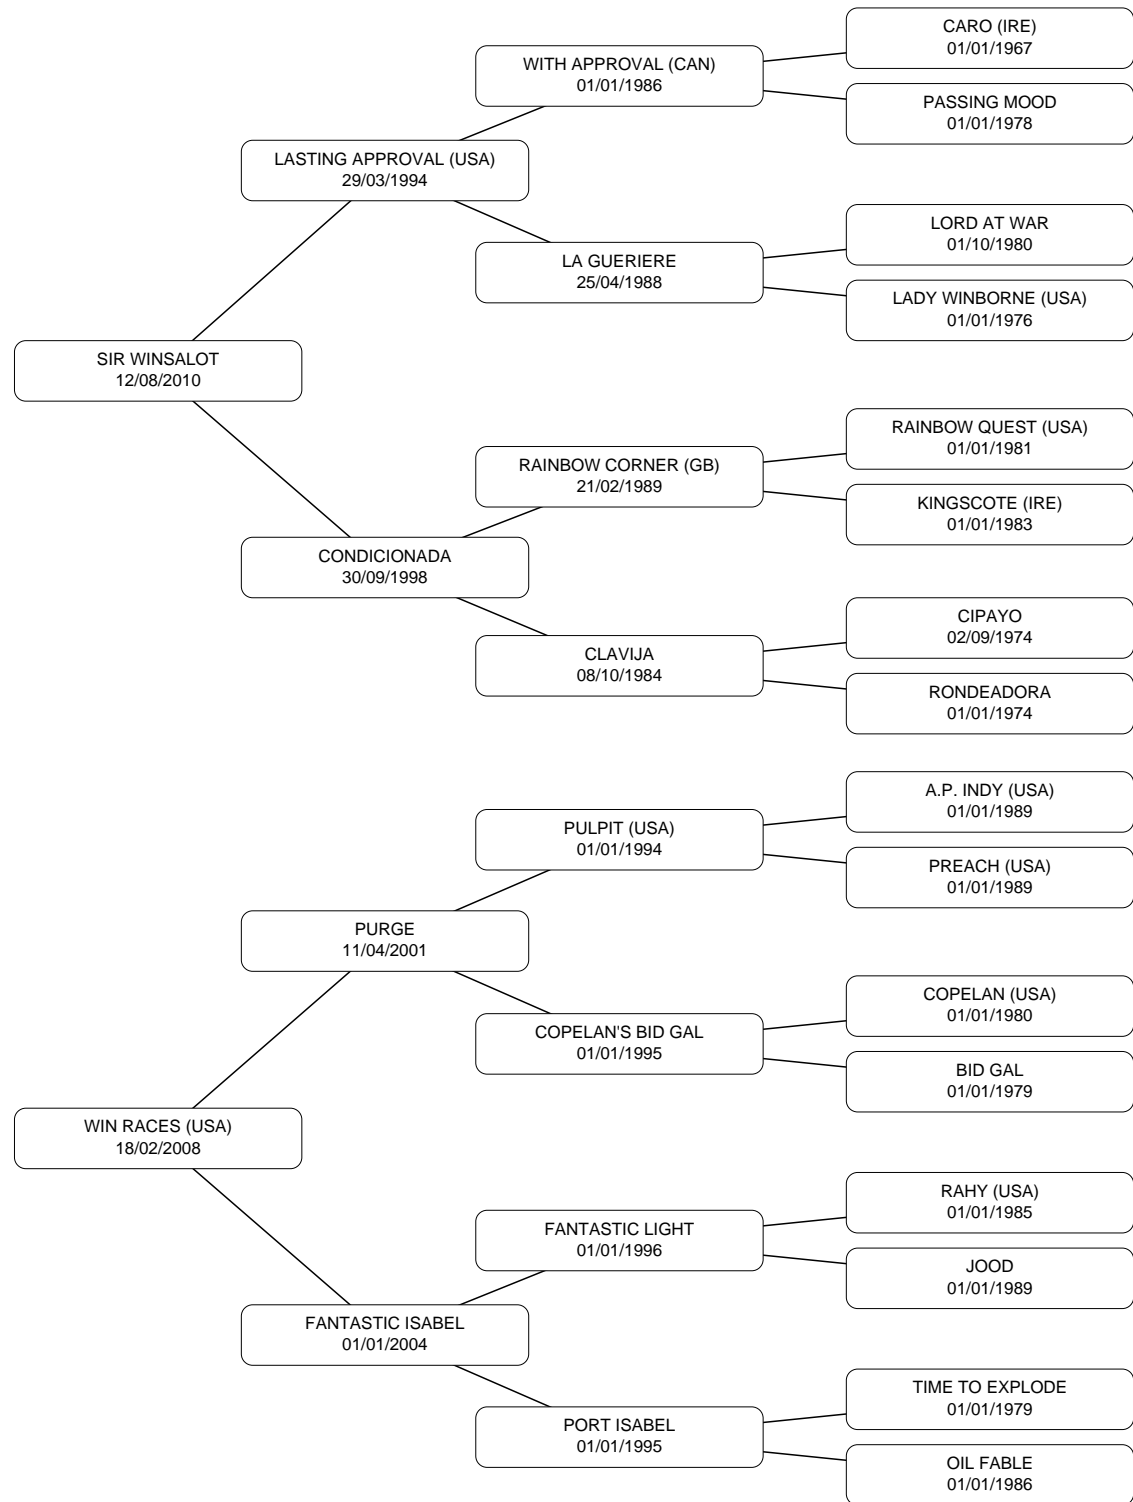 CARO (IRE)
01/01/1967
WITH APPROVAL (CAN)
01/01/1986
PASSING MOOD
01/01/1978
LASTING APPROVAL (USA)
29/03/1994
LORD AT WAR
01/10/1980
LA GUERIERE
25/04/1988
LADY WINBORNE (USA)
01/01/1976
SIR WINSALOT
12/08/2010
RAINBOW QUEST (USA)
01/01/1981
RAINBOW CORNER (GB)
21/02/1989
KINGSCOTE (IRE)
01/01/1983
CONDICIONADA
30/09/1998
CIPAYO
02/09/1974
CLAVIJA
08/10/1984
RONDEADORA
01/01/1974
A.P. INDY (USA)
01/01/1989
PULPIT (USA)
01/01/1994
PREACH (USA)
01/01/1989
PURGE
11/04/2001
COPELAN (USA)
01/01/1980
COPELAN'S BID GAL
01/01/1995
BID GAL
01/01/1979
WIN RACES (USA)
18/02/2008
RAHY (USA)
01/01/1985
FANTASTIC LIGHT
01/01/1996
JOOD
01/01/1989
FANTASTIC ISABEL
01/01/2004
TIME TO EXPLODE
01/01/1979
PORT ISABEL
01/01/1995
OIL FABLE
01/01/1986